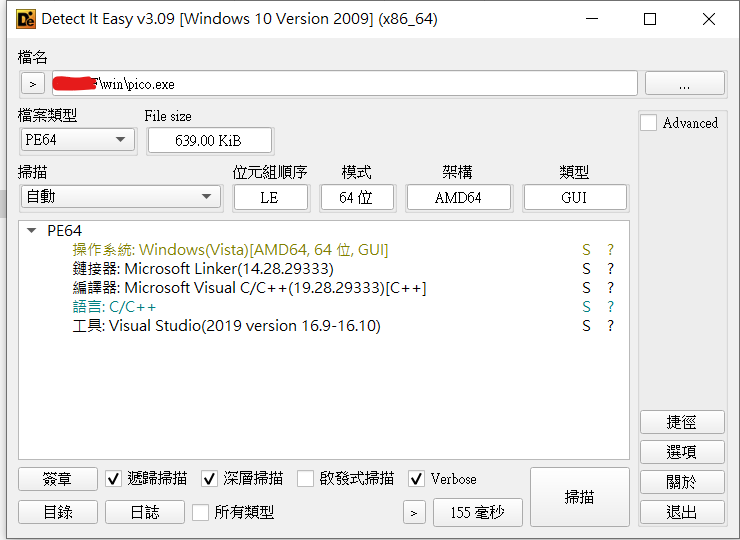 Detect It Easy v3.09 [Windows 10 Version 2009] (x86_64)
檔名
> \win\pico.exe ...
檔案類型 File size
PE64 639.00 KiB Advanced
掃描 位元組順序 模式 架構 類型
自動 LE 64 位 AMD64 GUI
PE64
操作系統: Windows(Vista)[AMD64, 64 位, GUI] S ?
鏈接器: Microsoft Linker(14.28.29333) S ?
編譯器: Microsoft Visual C/C++(19.28.29333)[C++] S ?
語言: C/C++ S ?
工具: Visual Studio(2019 version 16.9-16.10) S ?
捷徑
選項
簽章 遞歸掃描 深層掃描 啟發式掃描 Verbose 掃描 關於
目錄 日誌 所有類型 > 155 毫秒 退出